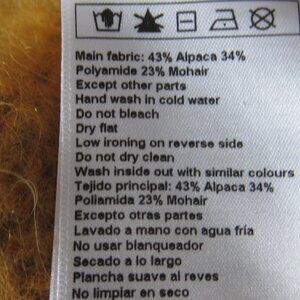 Main fabric: 43% Alpaca 34%
Polyamide 23% Mohair
Except other parts
Hand wash in cold water
Do not bleach
Dry flat
Low ironing on reverse side
Do not dry clean
Wash inside out with similar colours
Tejido principal: 43% Alpaca 34%
Poliamida 23% Mohair
Excepto otras partes
Lavado a mano con agua fría
No usar blanqueador
Secado a lo largo
Plancha suave al reves
No limpiar en seco